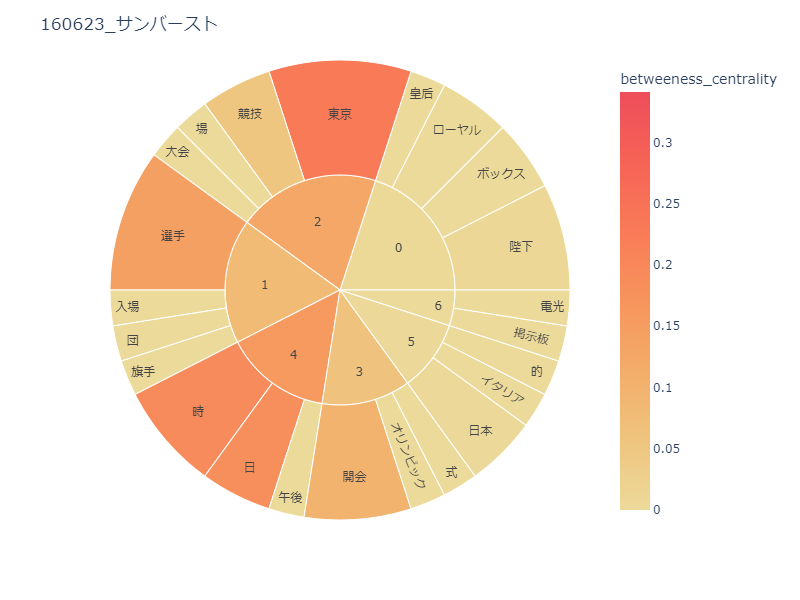 160623_サンバースト
betweeness_centrality
0.3
0.25
0.2
0.15
0.1
0.05
0
皇后
ローヤル
ボックス
陛下
0
東京
競技
場
大会
2
選手
入場
団
旗手
1
時
日
午後
4
開会
オリンピック
3
式
日本
イタリア
的
5
掲示板
電光
6